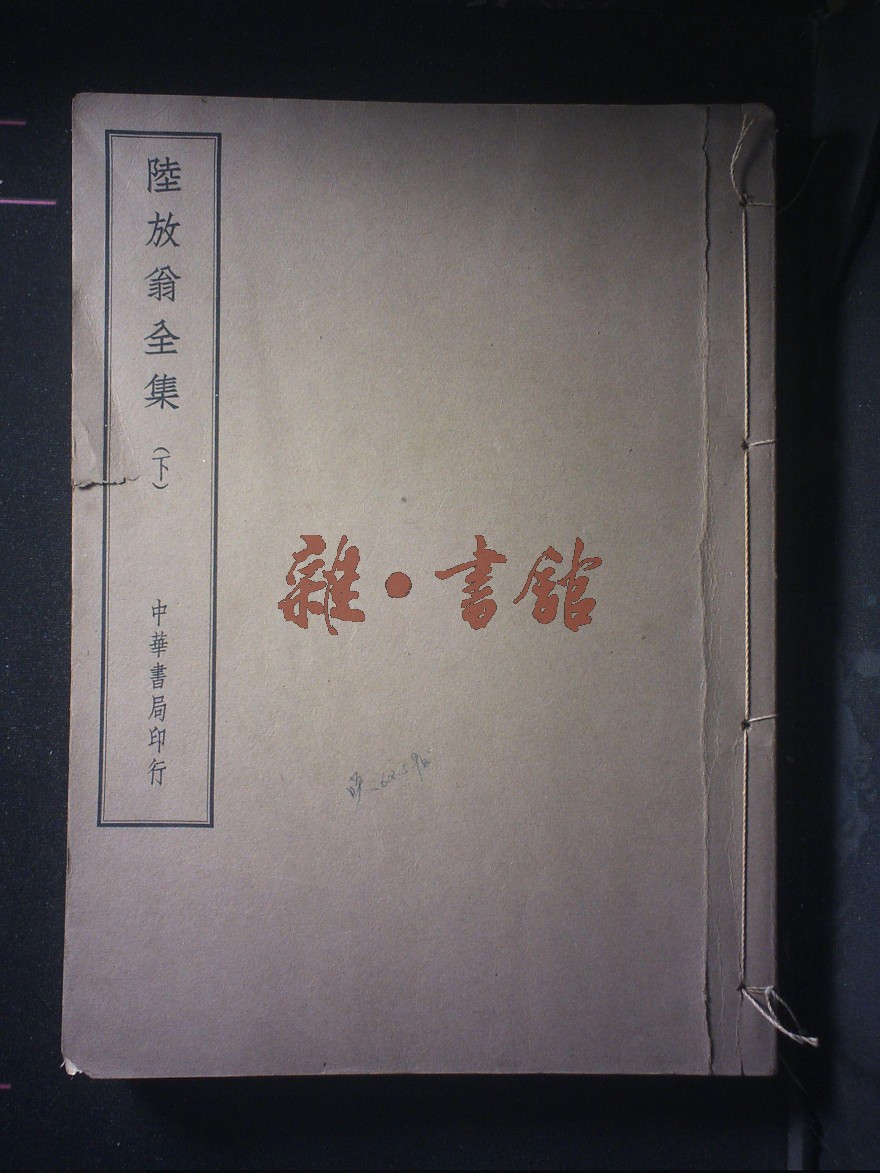 陸放翁全集（下）
中華書局印行
雜·書館